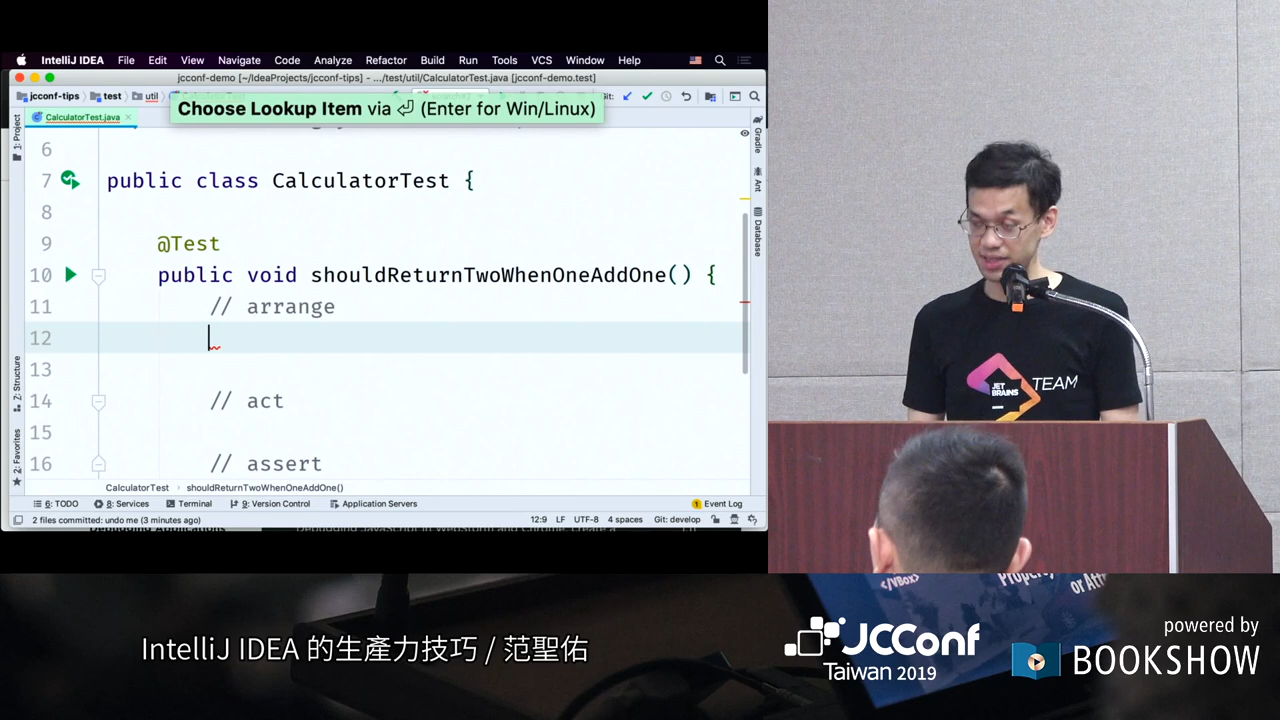 IntelliJ IDEA File Edit View Navigate Code Analyze Refactor Build Run Tools VCS Window Help
jcconf-demo [~/IdeaProjects/jcconf-tips] - .../test/util/CalculatorTest.java [jcconf-demo.test]
jcconf-tips test util
Git:
Choose Lookup Item via ⏎ (Enter for Win/Linux)
CalculatorTest.java
1: Project
Z: Structure
2: Favorites
Gradle
Ant
Database
6
7 public class CalculatorTest {
8
9 @Test
10 public void shouldReturnTwoWhenOneAddOne() {
11 // arrange
12
13
14 // act
15
16 // assert
CalculatorTest › shouldReturnTwoWhenOneAddOne()
6: TODO 8: Services Terminal 9: Version Control Application Servers 1 Event Log
2 files committed: undo me (3 minutes ago) 12:9 LF UTF-8 4 spaces Git: develop
JET
BRAINS
TEAM
</VBox>
Property
IntelliJ IDEA 的生產力技巧 / 范聖佑
JCConf
Taiwan 2019
powered by
BOOKSHOW